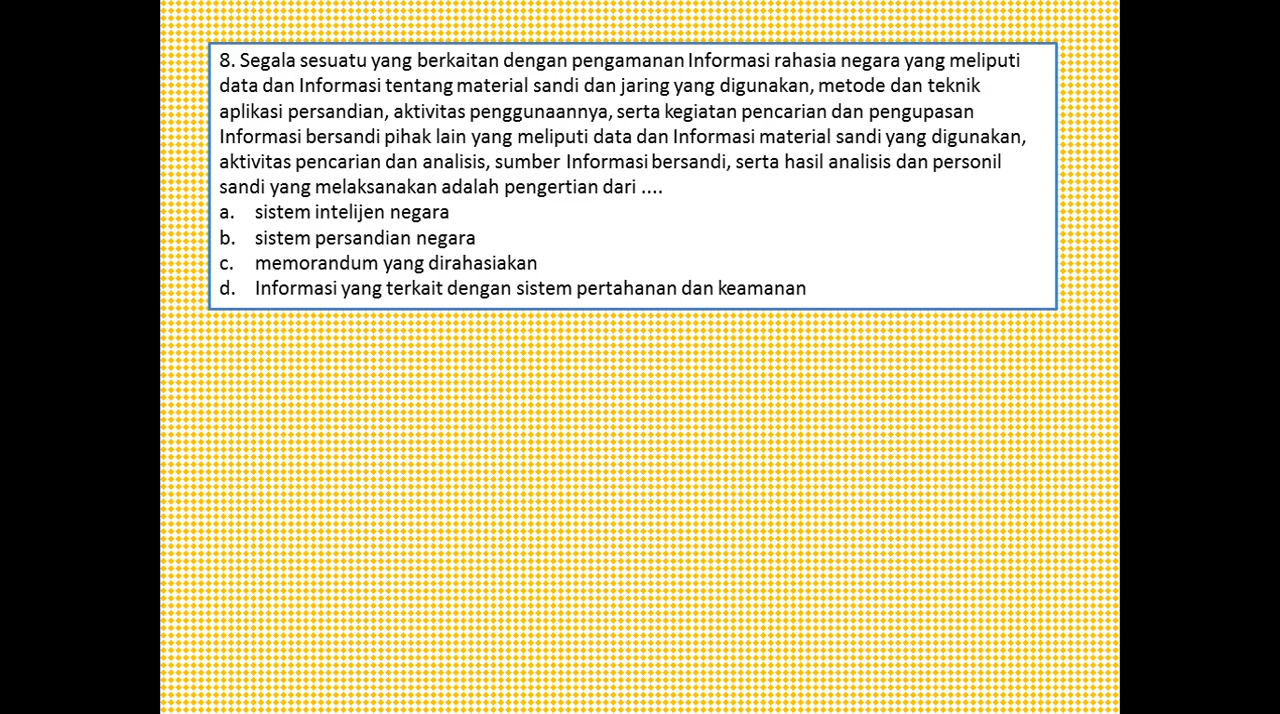 8. Segala sesuatu yang berkaitan dengan pengamanan Informasi rahasia negara yang meliputi
data dan Informasi tentang material sandi dan jaring yang digunakan, metode dan teknik
aplikasi persandian, aktivitas penggunaannya, serta kegiatan pencarian dan pengupasan
Informasi bersandi pihak lain yang meliputi data dan Informasi material sandi yang digunakan,
aktivitas pencarian dan analisis, sumber Informasi bersandi, serta hasil analisis dan personil
sandi yang melaksanakan adalah pengertian dari ....
a. sistem intelijen negara
b. sistem persandian negara
c. memorandum yang dirahasiakan
d. Informasi yang terkait dengan sistem pertahanan dan keamanan